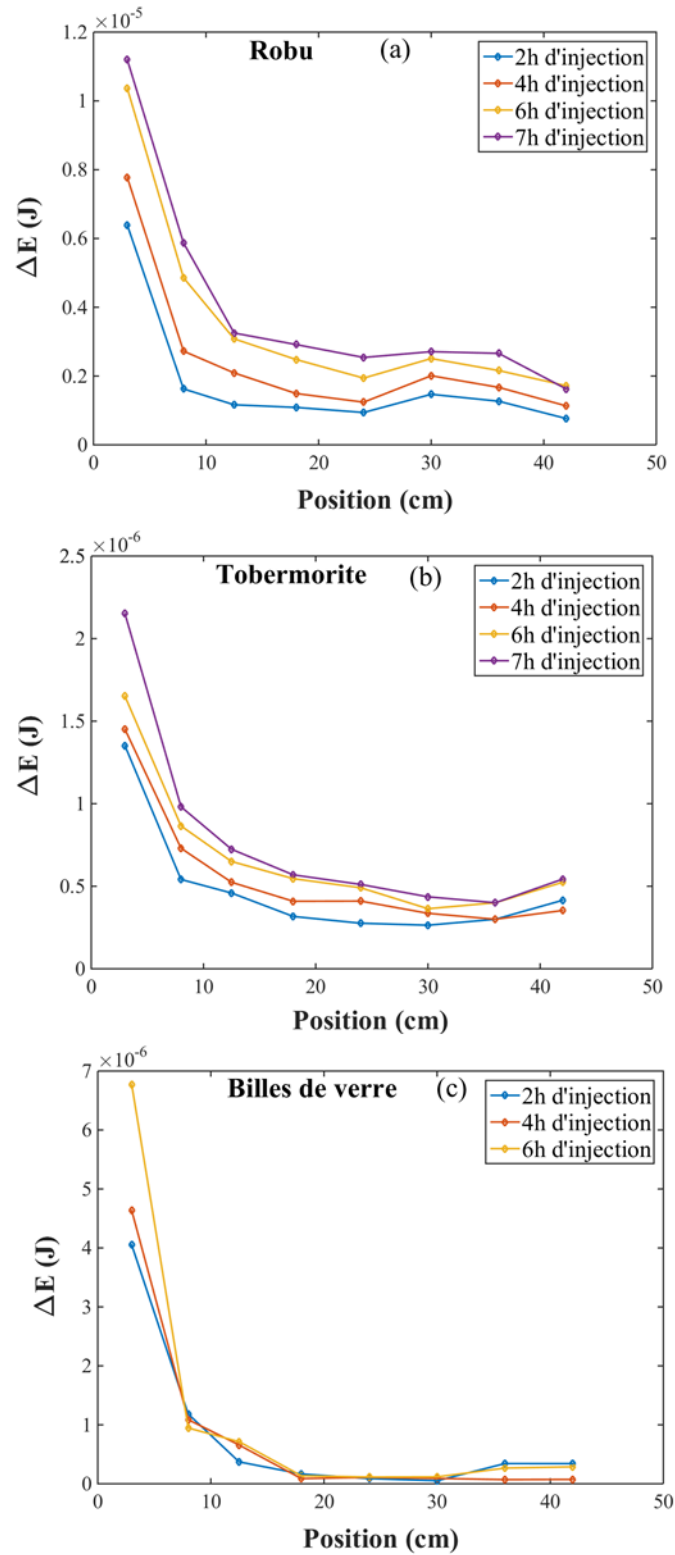 ×10⁻⁵
Robu (a)
2h d'injection
4h d'injection
6h d'injection
7h d'injection
1.2
1
0.8
0.6
0.4
0.2
0
ΔE (J)
0 10 20 30 40 50
Position (cm)
×10⁻⁶
Tobermorite (b)
2h d'injection
4h d'injection
6h d'injection
7h d'injection
2.5
2
1.5
1
0.5
0
ΔE (J)
0 10 20 30 40 50
Position (cm)
×10⁻⁶
Billes de verre (c)
2h d'injection
4h d'injection
6h d'injection
7
6
5
4
3
2
1
0
ΔE (J)
0 10 20 30 40 50
Position (cm)